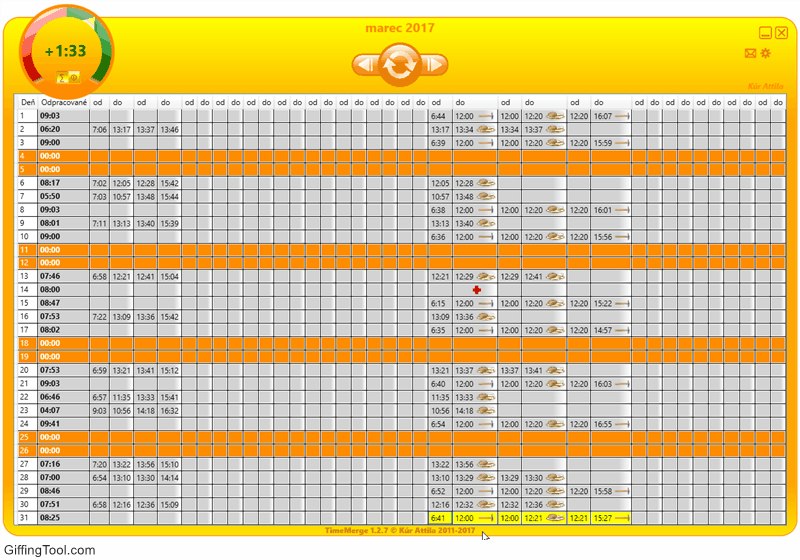 marec 2017
+1:33
Kúr Attila
Deň Odpracované od do od do od do od do od do od do od do od do od do od do od do od do od do od do od do od do od do od do od do
1 09:03 6:44 12:00 12:00 12:20 12:20 16:07
2 06:20 7:06 13:17 13:37 13:46 13:17 13:34 13:34 13:37
3 09:00 6:39 12:00 12:00 12:20 12:20 15:59
4 00:00
5 00:00
6 08:17 7:02 12:05 12:28 15:42 12:05 12:28
7 05:50 7:03 10:57 13:48 15:44 10:57 13:48
8 09:03 6:38 12:00 12:00 12:20 12:20 16:01
9 08:01 7:11 13:13 13:40 15:39 13:13 13:40
10 09:00 6:36 12:00 12:00 12:20 12:20 15:56
11 00:00
12 00:00
13 07:46 6:58 12:21 12:41 15:04 12:21 12:29 12:29 12:41
14 08:00
15 08:47 6:15 12:00 12:00 12:20 12:20 15:22
16 07:53 7:22 13:09 13:36 15:42 13:09 13:36
17 08:02 6:35 12:00 12:00 12:20 12:20 14:57
18 00:00
19 00:00
20 07:53 6:59 13:21 13:41 15:12 13:21 13:37 13:37 13:41
21 09:03 6:40 12:00 12:00 12:20 12:20 16:03
22 06:46 6:57 11:35 13:33 15:41 11:35 13:33
23 04:07 9:03 10:56 14:18 16:32 10:56 14:18
24 09:41 6:54 12:00 12:00 12:20 12:20 16:55
25 00:00
26 00:00
27 07:16 7:20 13:22 13:56 15:10 13:22 13:56
28 07:00 6:54 13:10 13:30 14:14 13:10 13:29 13:29 13:30
29 08:46 6:52 12:00 12:00 12:20 12:20 15:58
30 07:51 6:58 12:16 12:36 15:09 12:16 12:32 12:32 12:36
31 08:25 6:41 12:00 12:00 12:21 12:21 15:27
TimeMerge 1.2.7 © Kúr Attila 2011-2017
GiffingTool.com